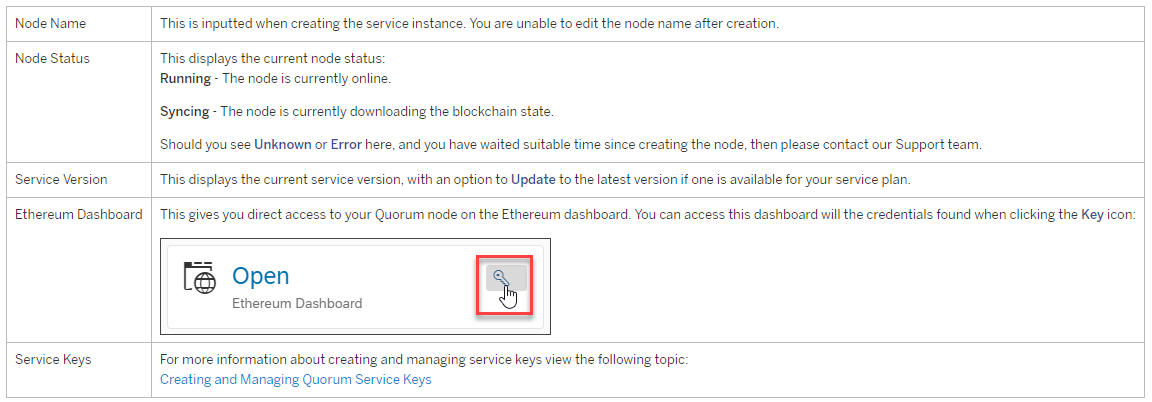 Node Name
This is inputted when creating the service instance. You are unable to edit the node name after creation.
Node Status
This displays the current node status:
Running - The node is currently online.
Syncing - The node is currently downloading the blockchain state.
Should you see Unknown or Error here, and you have waited suitable time since creating the node, then please contact our Support team.
Service Version
This displays the current service version, with an option to Update to the latest version if one is available for your service plan.
Ethereum Dashboard
This gives you direct access to your Quorum node on the Ethereum dashboard. You can access this dashboard will the credentials found when clicking the Key icon:
Open
Ethereum Dashboard
Service Keys
For more information about creating and managing service keys view the following topic:
Creating and Managing Quorum Service Keys